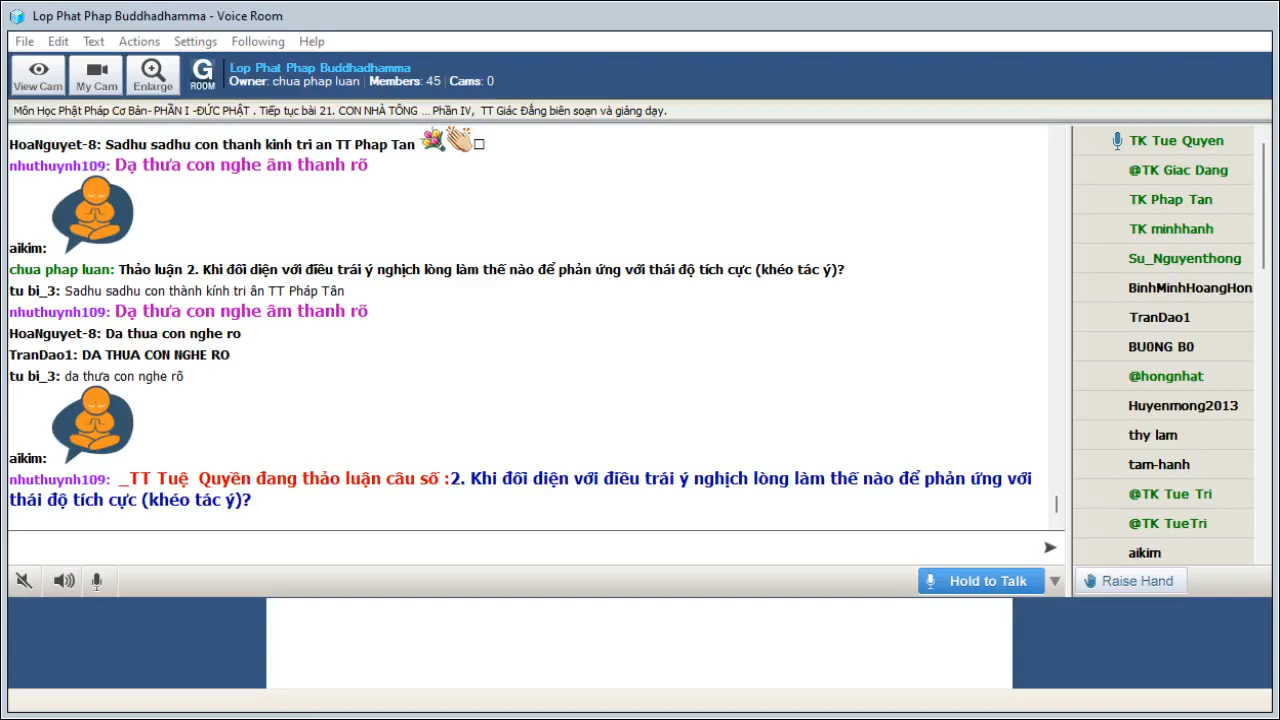 Lop Phat Phap Buddhadhamma - Voice Room
File Edit Text Actions Settings Following Help
View Cam My Cam Enlarge G ROOM
Lop Phat Phap Buddhadhamma
Owner: chua phap luan | Members: 45 | Cams: 0
Môn Học Phật Pháp Cơ Bản- PHẦN I -ĐỨC PHẬT . Tiếp tục bài 21. CON NHÀ TÔNG ... Phần IV, TT Giác Đẳng biên soạn và giảng dạy.
HoaNguyet-8: Sadhu sadhu con thanh kinh tri an TT Phap Tan
nhuthuynh109: Dạ thưa con nghe âm thanh rõ
aikim:
chua phap luan: Thảo luận 2. Khi đối diện với điều trái ý nghịch lòng làm thế nào để phản ứng với thái độ tích cực (khéo tác ý)?
tu bi_3: Sadhu sadhu con thành kính tri ân TT Pháp Tân
nhuthuynh109: Dạ thưa con nghe âm thanh rõ
HoaNguyet-8: Da thua con nghe ro
TranDao1: DA THUA CON NGHE RO
tu bi_3: da thưa con nghe rõ
aikim:
nhuthuynh109: _TT Tuệ Quyền đang thảo luận câu số :2. Khi đối diện với điều trái ý nghịch lòng làm thế nào để phản ứng với
thái độ tích cực (khéo tác ý)?
TK Tue Quyen
@TK Giac Dang
TK Phap Tan
TK minhhanh
Su_Nguyenthong
BinhMinhHoangHon
TranDao1
BU0NG B0
@hongnhat
Huyenmong2013
thy lam
tam-hanh
@TK Tue Tri
@TK TueTri
aikim
Hold to Talk
Raise Hand